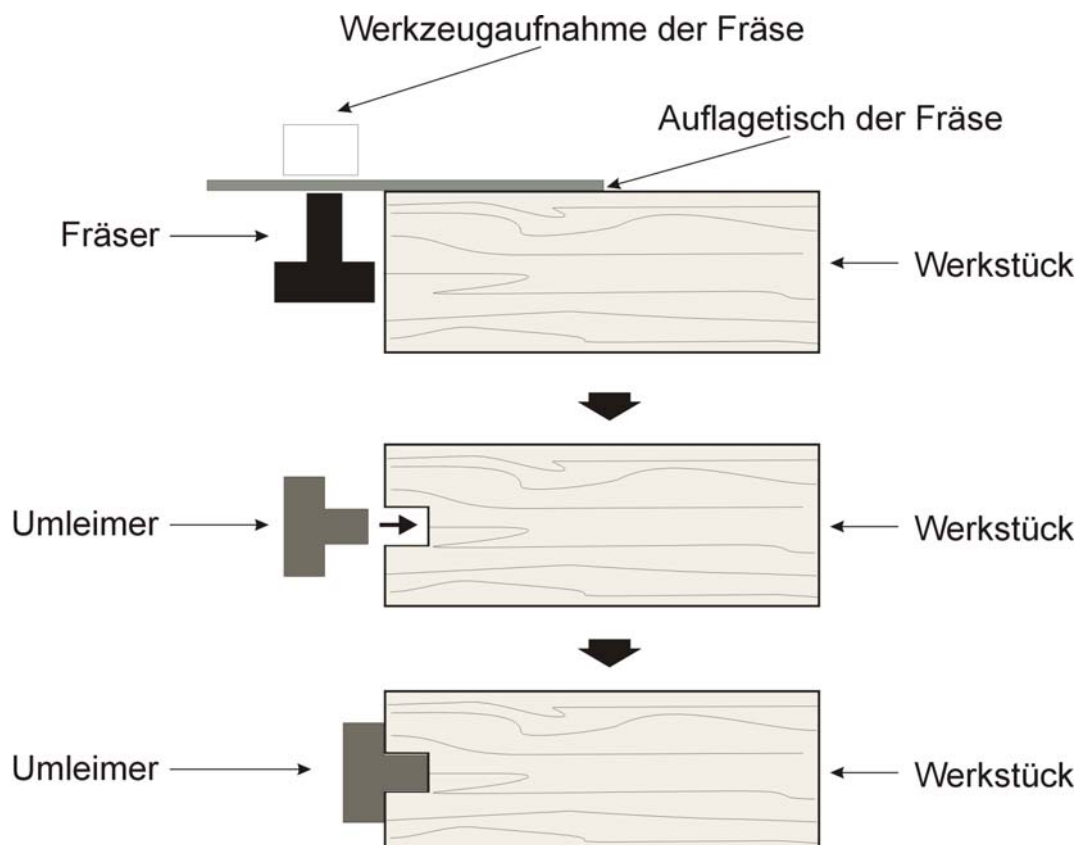 Werkzeugaufnahme der Fräse
Auflagetisch der Fräse
Fräser
Werkstück
Umleimer
Werkstück
Umleimer
Werkstück